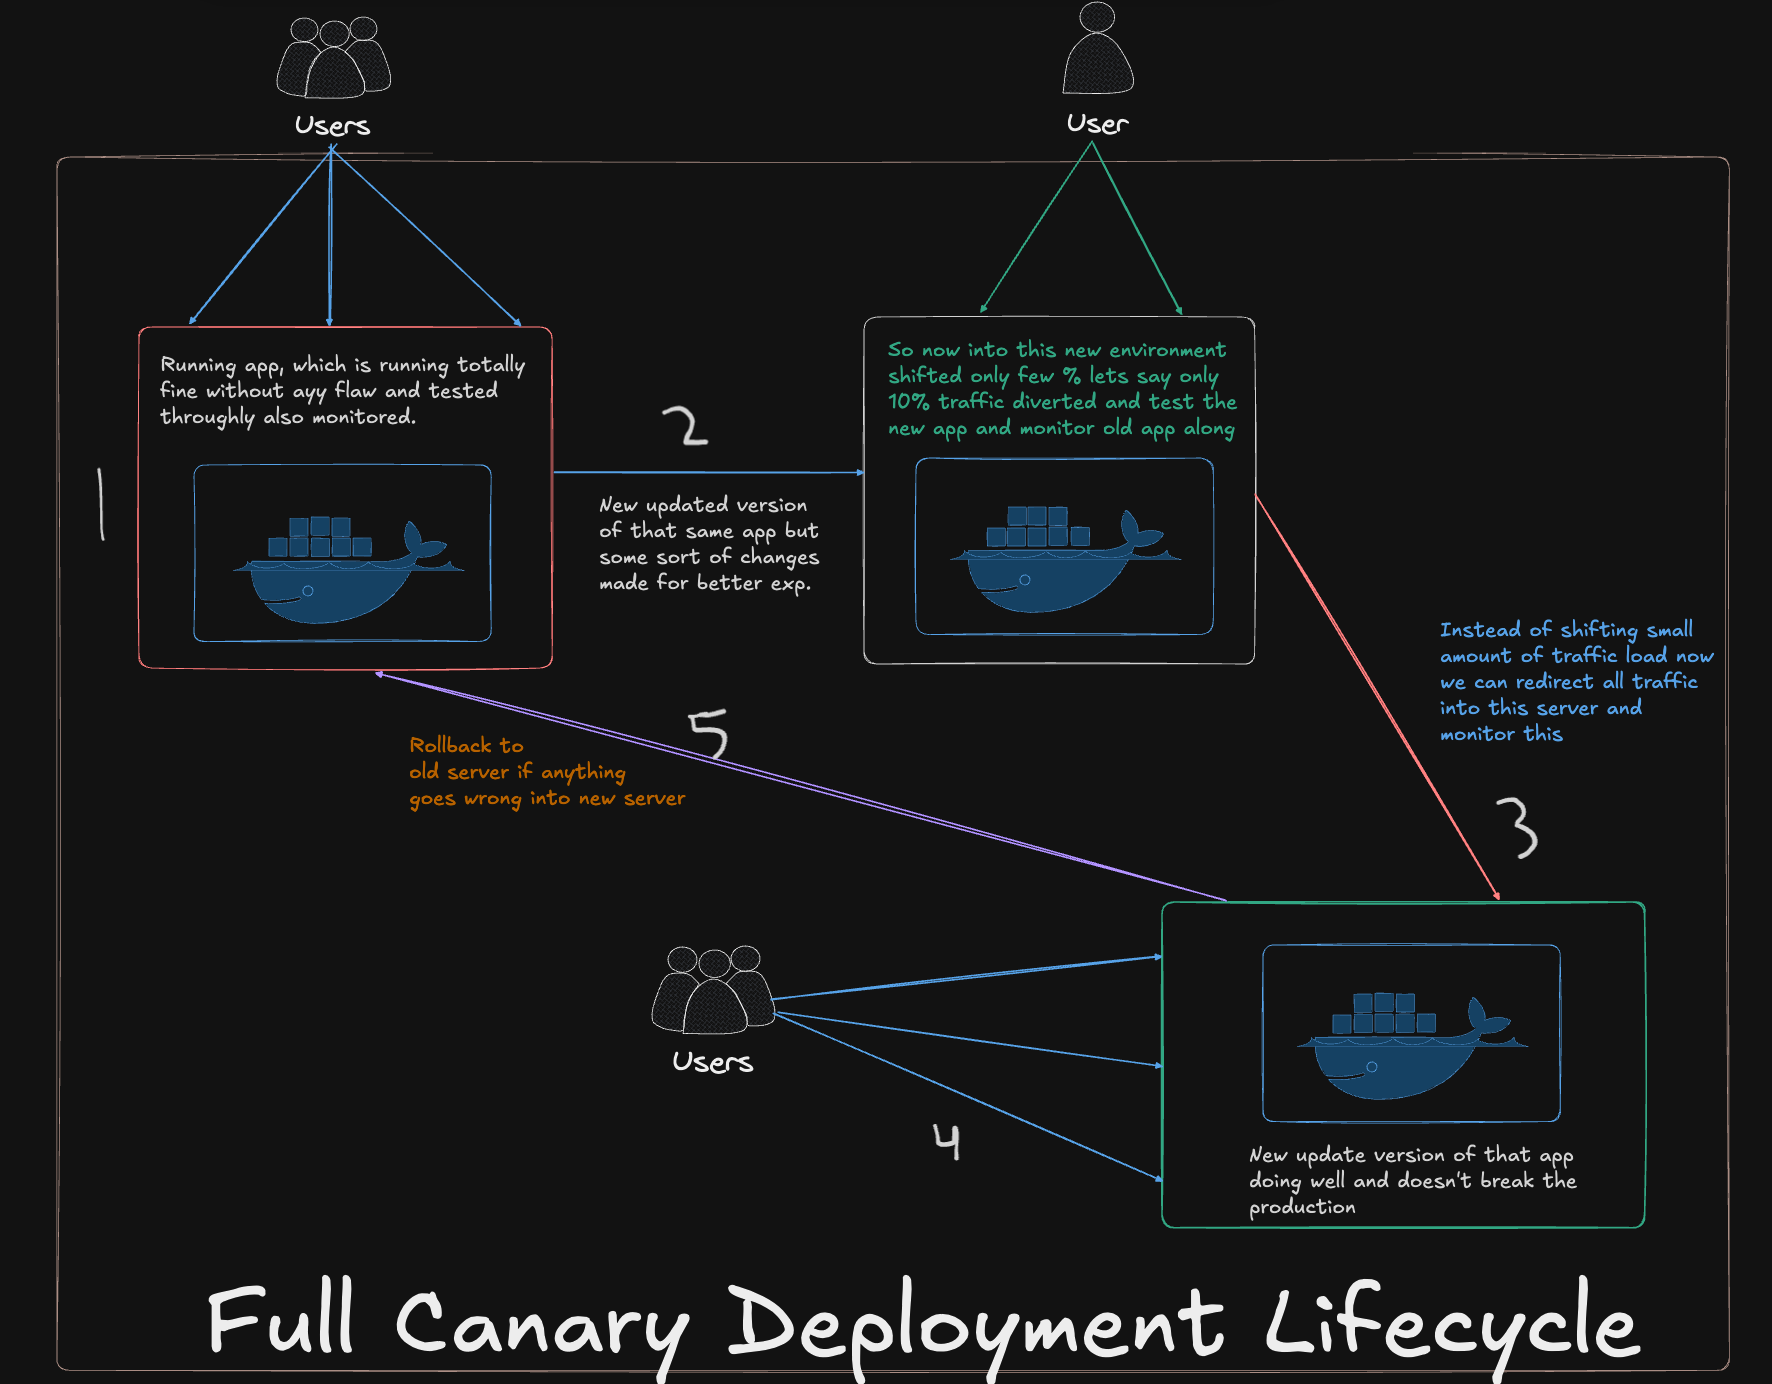 Users
User
Running app, which is running totally
fine without ayy flaw and tested
throughly also monitored.
1
2
New updated version
of that same app but
some sort of changes
made for better exp.
So now into this new environment
shifted only few % lets say only
10% traffic diverted and test the
new app and monitor old app along
Instead of shifting small
amount of traffic load now
we can redirect all traffic
into this server and
monitor this
3
5
Rollback to
old server if anything
goes wrong into new server
Users
4
New update version of that app
doing well and doesn't break the
production
Full Canary Deployment Lifecycle